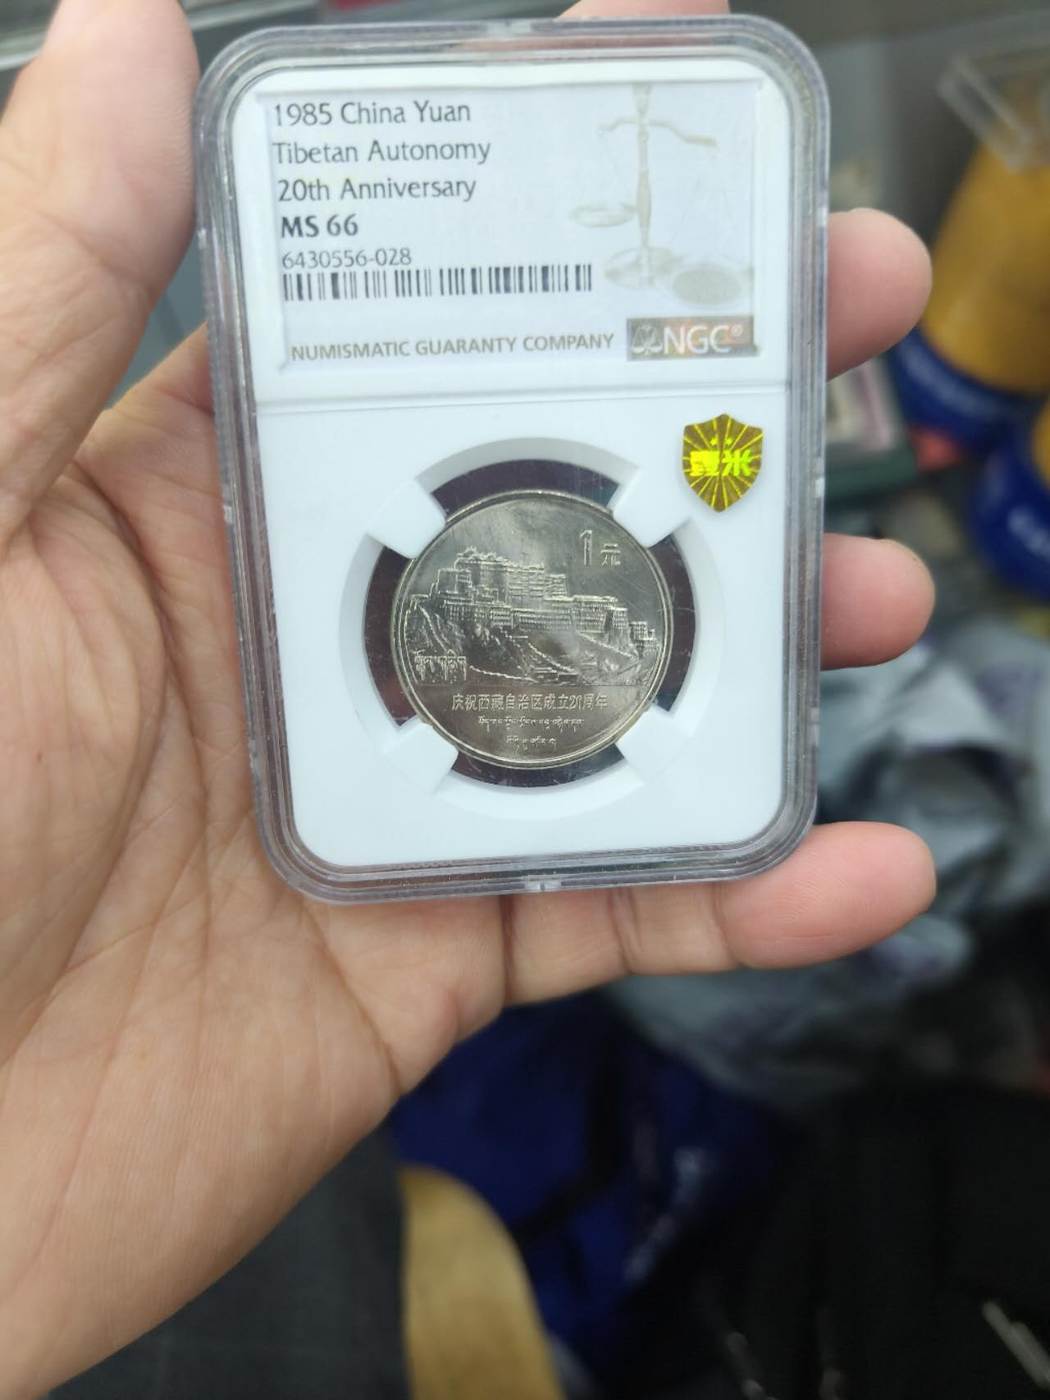 1985 China Yuan
Tibetan Autonomy
20th Anniversary
MS 66
6430556-028
NUMISMATIC GUARANTY COMPANY NGC®
1元
庆祝西藏自治区成立20周年